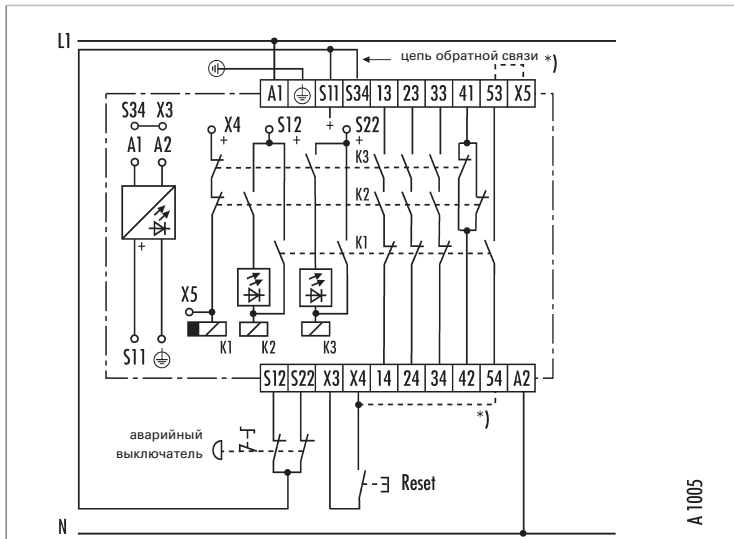 L1
цепь обратной связи *)
A1 S11 S34 13 23 33 41 53 X5
S34 X3
X4 S12 + S22
+ + +
A1 A2
K3
K2
+
K1
X5
K1 K2 K3
S11
S12 S22 X3 X4 14 24 34 42 54 A2
*)
аварийный
выключатель
Reset
N
A 1005